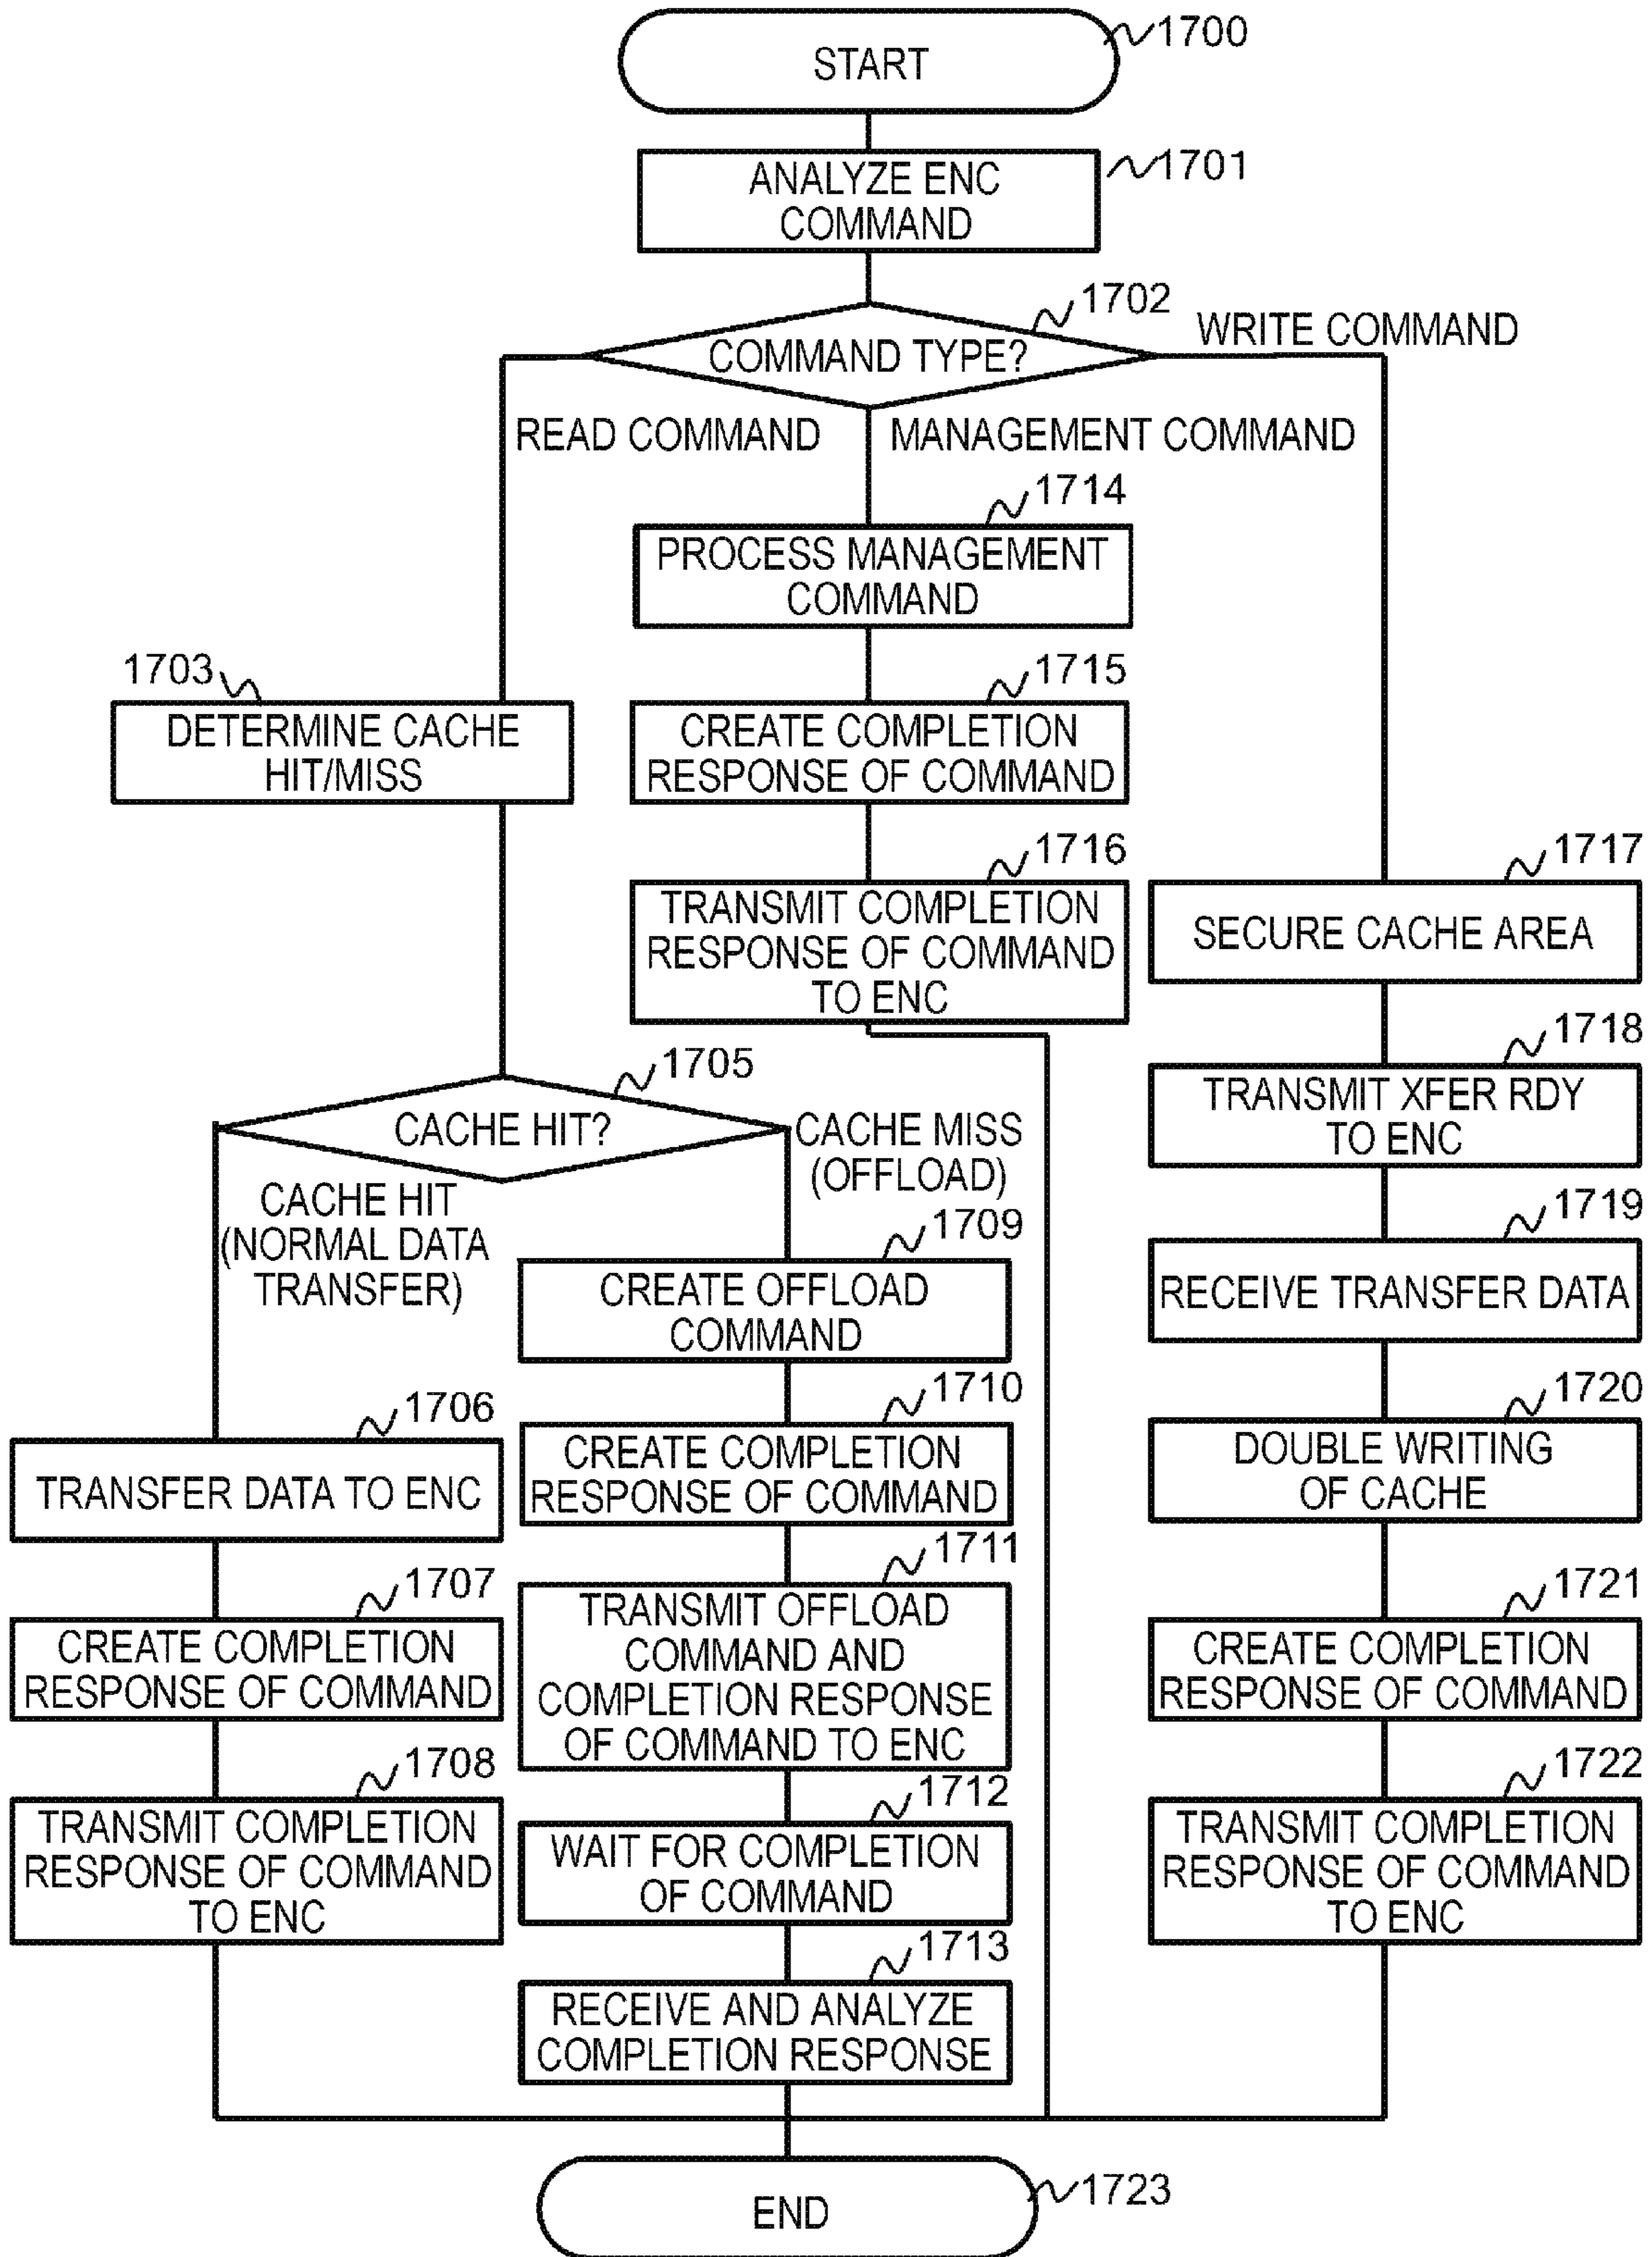 1700
START
1701
ANALYZE ENC
COMMAND
1702
COMMAND TYPE?
WRITE COMMAND
READ COMMAND
MANAGEMENT COMMAND
1714
PROCESS MANAGEMENT
COMMAND
1703
DETERMINE CACHE
HIT/MISS
1715
CREATE COMPLETION
RESPONSE OF COMMAND
1716
TRANSMIT COMPLETION
RESPONSE OF COMMAND
TO ENC
1717
SECURE CACHE AREA
1718
TRANSMIT XFER RDY
TO ENC
1705
CACHE HIT?
CACHE MISS
(OFFLOAD)
CACHE HIT
(NORMAL DATA
TRANSFER)
1709
CREATE OFFLOAD
COMMAND
1719
RECEIVE TRANSFER DATA
1706
TRANSFER DATA TO ENC
1710
CREATE COMPLETION
RESPONSE OF COMMAND
1720
DOUBLE WRITING
OF CACHE
1707
CREATE COMPLETION
RESPONSE OF COMMAND
1711
TRANSMIT OFFLOAD
COMMAND AND
COMPLETION RESPONSE
OF COMMAND TO ENC
1721
CREATE COMPLETION
RESPONSE OF COMMAND
1708
TRANSMIT COMPLETION
RESPONSE OF COMMAND
TO ENC
1712
WAIT FOR COMPLETION
OF COMMAND
1722
TRANSMIT COMPLETION
RESPONSE OF COMMAND
TO ENC
1713
RECEIVE AND ANALYZE
COMPLETION RESPONSE
1723
END